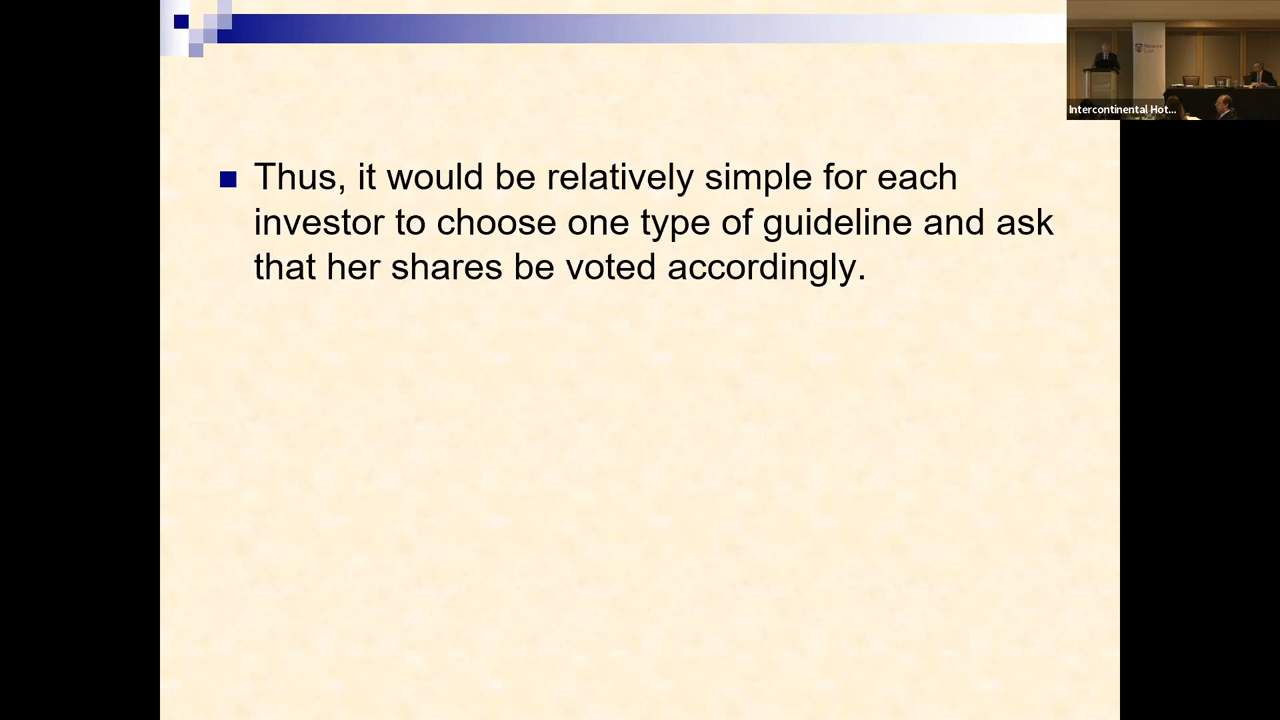 Intercontinental Hot...
Thus, it would be relatively simple for each
investor to choose one type of guideline and ask
that her shares be voted accordingly.